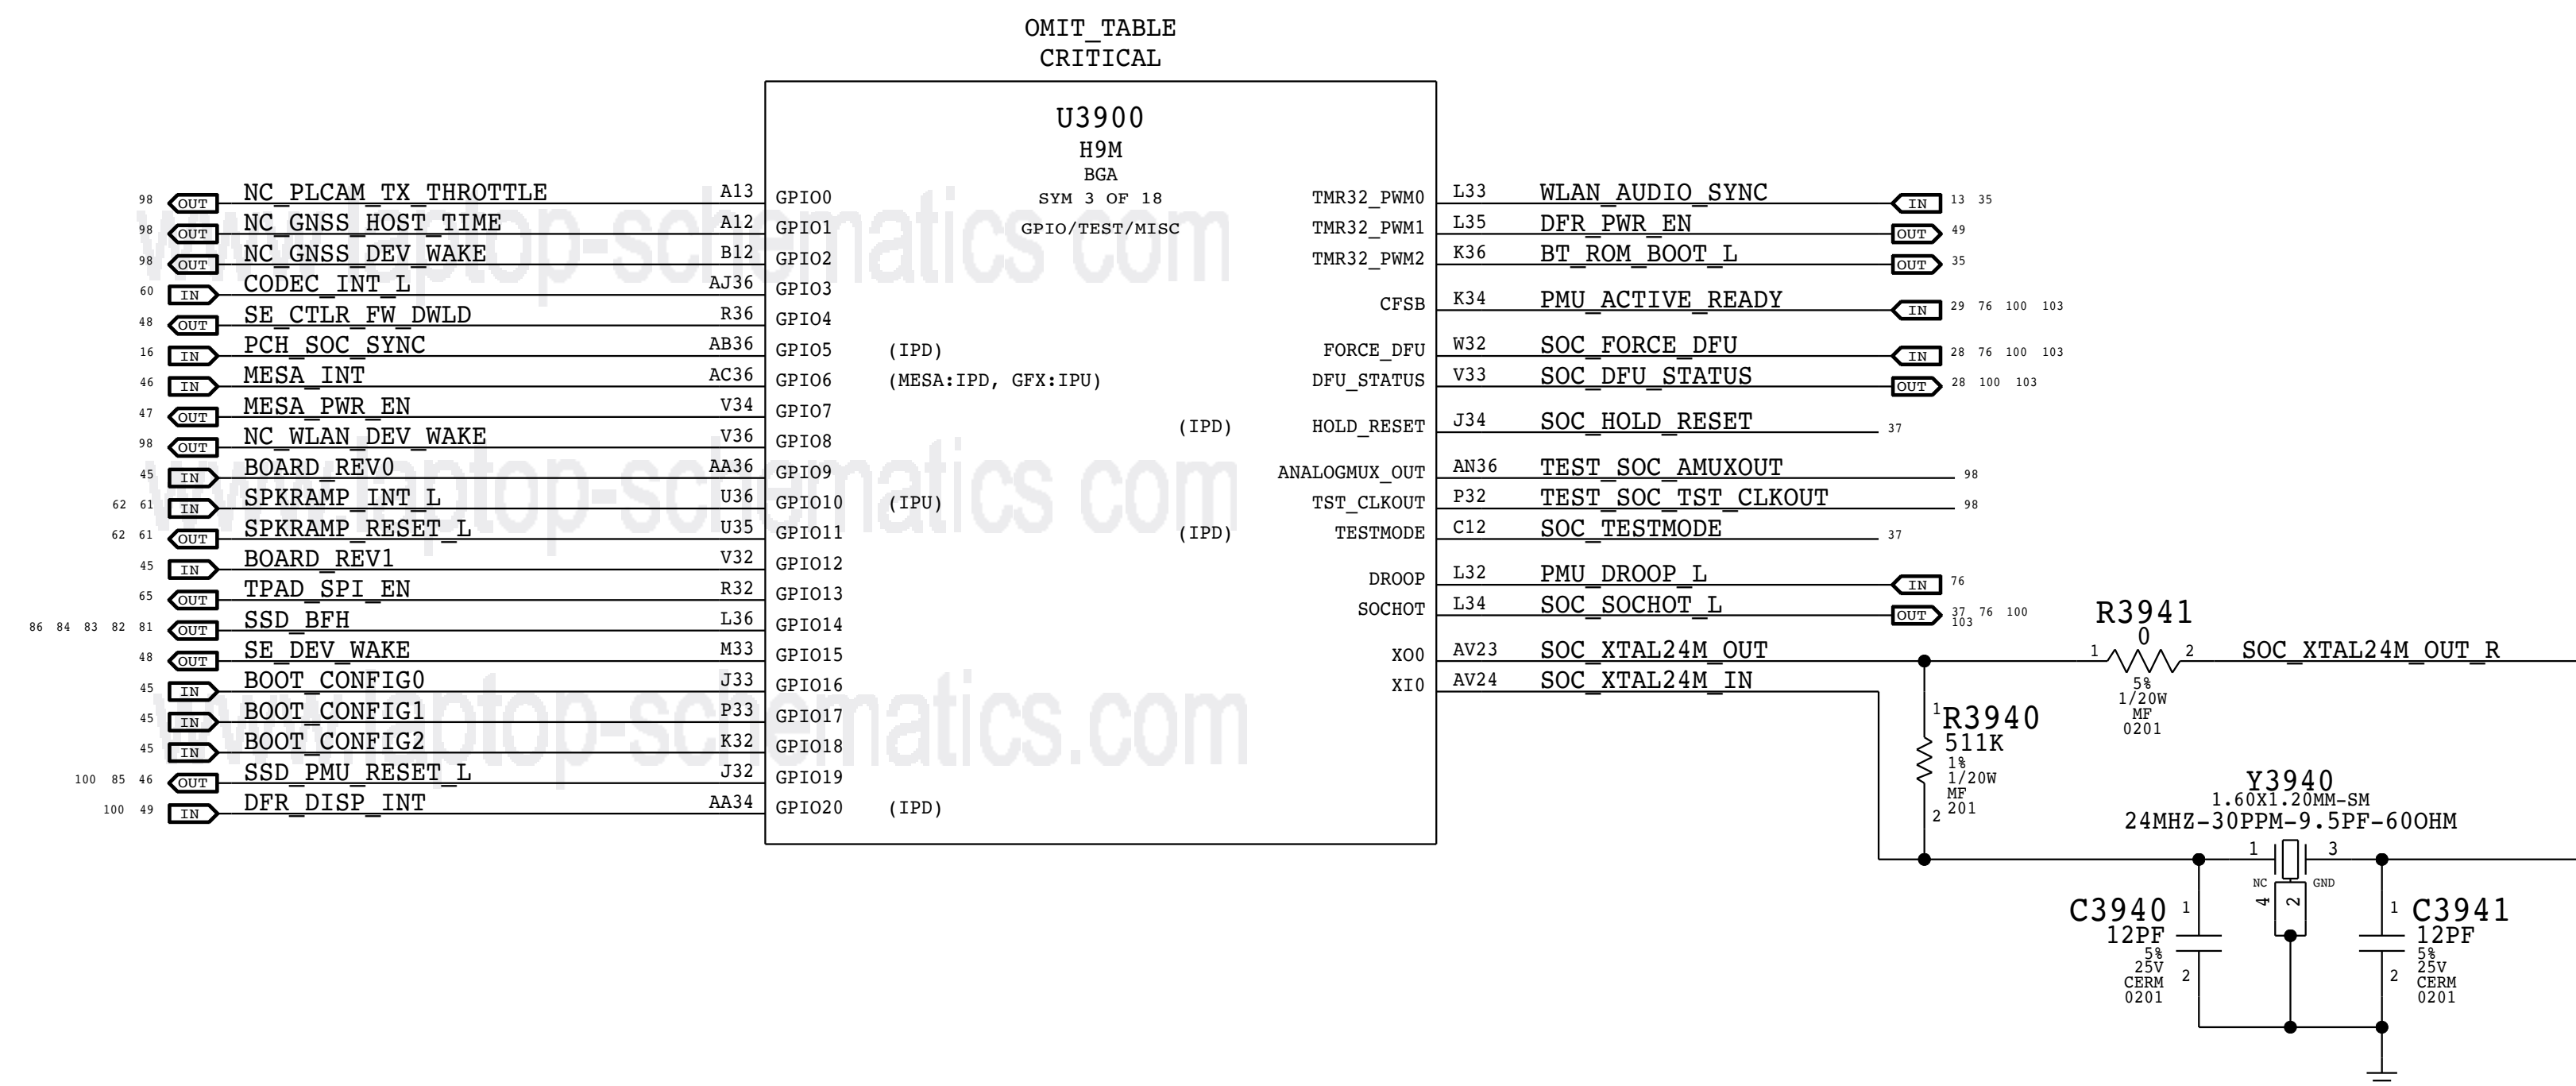 OMIT_TABLE
CRITICAL
U3900
H9M
BGA
SYM 3 OF 18
GPIO/TEST/MISC
98 OUT NC_PLCAM_TX_THROTTLE A13 GPIO0
98 OUT NC_GNSS_HOST_TIME A12 GPIO1
98 OUT NC_GNSS_DEV_WAKE B12 GPIO2
60 IN CODEC_INT_L AJ36 GPIO3
48 OUT SE_CTLR_FW_DWLD R36 GPIO4
16 IN PCH_SOC_SYNC AB36 GPIO5 (IPD)
46 IN MESA_INT AC36 GPIO6 (MESA:IPD, GFX:IPU)
47 OUT MESA_PWR_EN V34 GPIO7
98 OUT NC_WLAN_DEV_WAKE V36 GPIO8
45 IN BOARD_REV0 AA36 GPIO9
62 61 IN SPKRAMP_INT_L U36 GPIO10 (IPU)
62 61 OUT SPKRAMP_RESET_L U35 GPIO11
45 IN BOARD_REV1 V32 GPIO12
65 OUT TPAD_SPI_EN R32 GPIO13
86 84 83 82 81 OUT SSD_BFH L36 GPIO14
48 OUT SE_DEV_WAKE M33 GPIO15
45 IN BOOT_CONFIG0 J33 GPIO16
45 IN BOOT_CONFIG1 P33 GPIO17
45 IN BOOT_CONFIG2 K32 GPIO18
100 85 46 OUT SSD_PMU_RESET_L J32 GPIO19
100 49 IN DFR_DISP_INT AA34 GPIO20 (IPD)
TMR32_PWM0 L33 WLAN_AUDIO_SYNC IN 13 35
TMR32_PWM1 L35 DFR_PWR_EN OUT 49
TMR32_PWM2 K36 BT_ROM_BOOT_L OUT 35
CFSB K34 PMU_ACTIVE_READY IN 29 76 100 103
FORCE_DFU W32 SOC_FORCE_DFU IN 28 76 100 103
DFU_STATUS V33 SOC_DFU_STATUS OUT 28 100 103
(IPD) HOLD_RESET J34 SOC_HOLD_RESET 37
ANALOGMUX_OUT AN36 TEST_SOC_AMUXOUT 98
TST_CLKOUT P32 TEST_SOC_TST_CLKOUT 98
(IPD) TESTMODE C12 SOC_TESTMODE 37
DROOP L32 PMU_DROOP_L IN 76
SOCHOT L34 SOC_SOCHOT_L OUT 37 76 100
103
XO0 AV23 SOC_XTAL24M_OUT
XI0 AV24 SOC_XTAL24M_IN
R3941
0
1 2 SOC_XTAL24M_OUT_R
5%
1/20W
MF
0201
1 R3940
511K
1%
1/20W
MF
2 201
Y3940
1.60X1.20MM-SM
24MHZ-30PPM-9.5PF-60OHM
1 3
NC GND
4 2
C3940 1
12PF
5%
25V 2
CERM
0201
1 C3941
12PF
5%
2 25V
CERM
0201
www.laptop-schematics com
www.laptop-schematics com
www.laptop-schematics.com